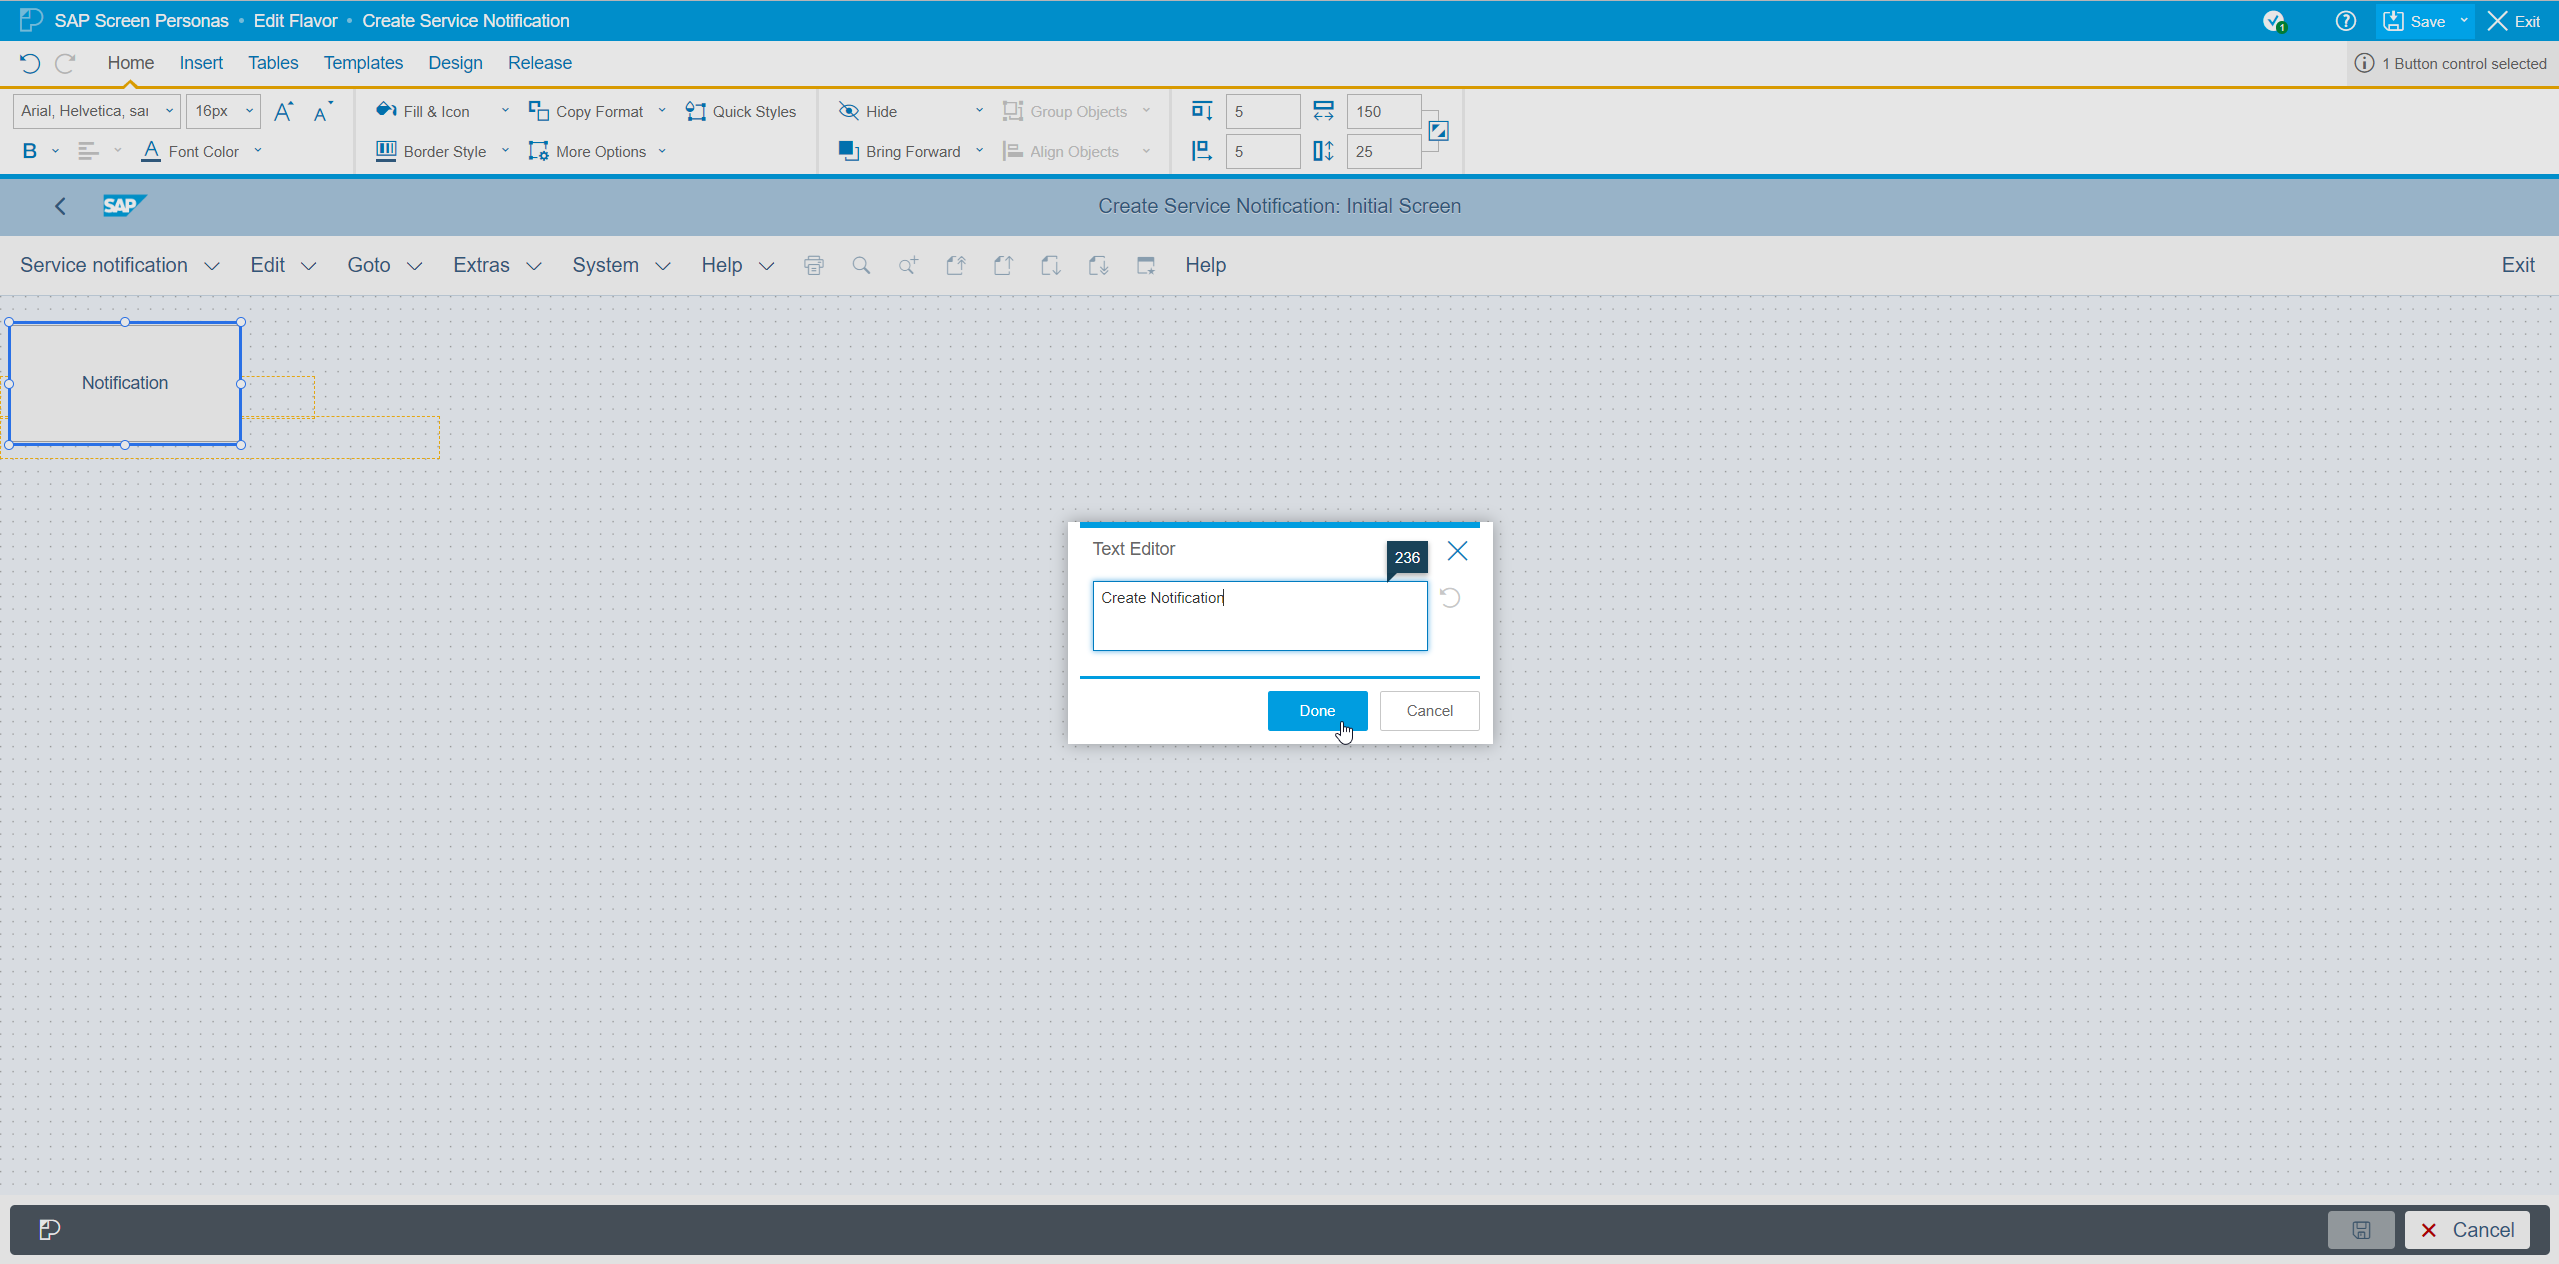 SAP Screen Personas • Edit Flavor • Create Service Notification
1
Save
Exit
Home Insert Tables Templates Design Release
1 Button control selected
Arial, Helvetica, sar 16px
Fill & Icon Copy Format Quick Styles Hide Group Objects 5 150
B A Font Color Border Style More Options Bring Forward Align Objects 5 25
SAP
Create Service Notification: Initial Screen
Service notification Edit Goto Extras System Help Help Exit
Notification
Text Editor
236
Create Notification
Done Cancel
Cancel